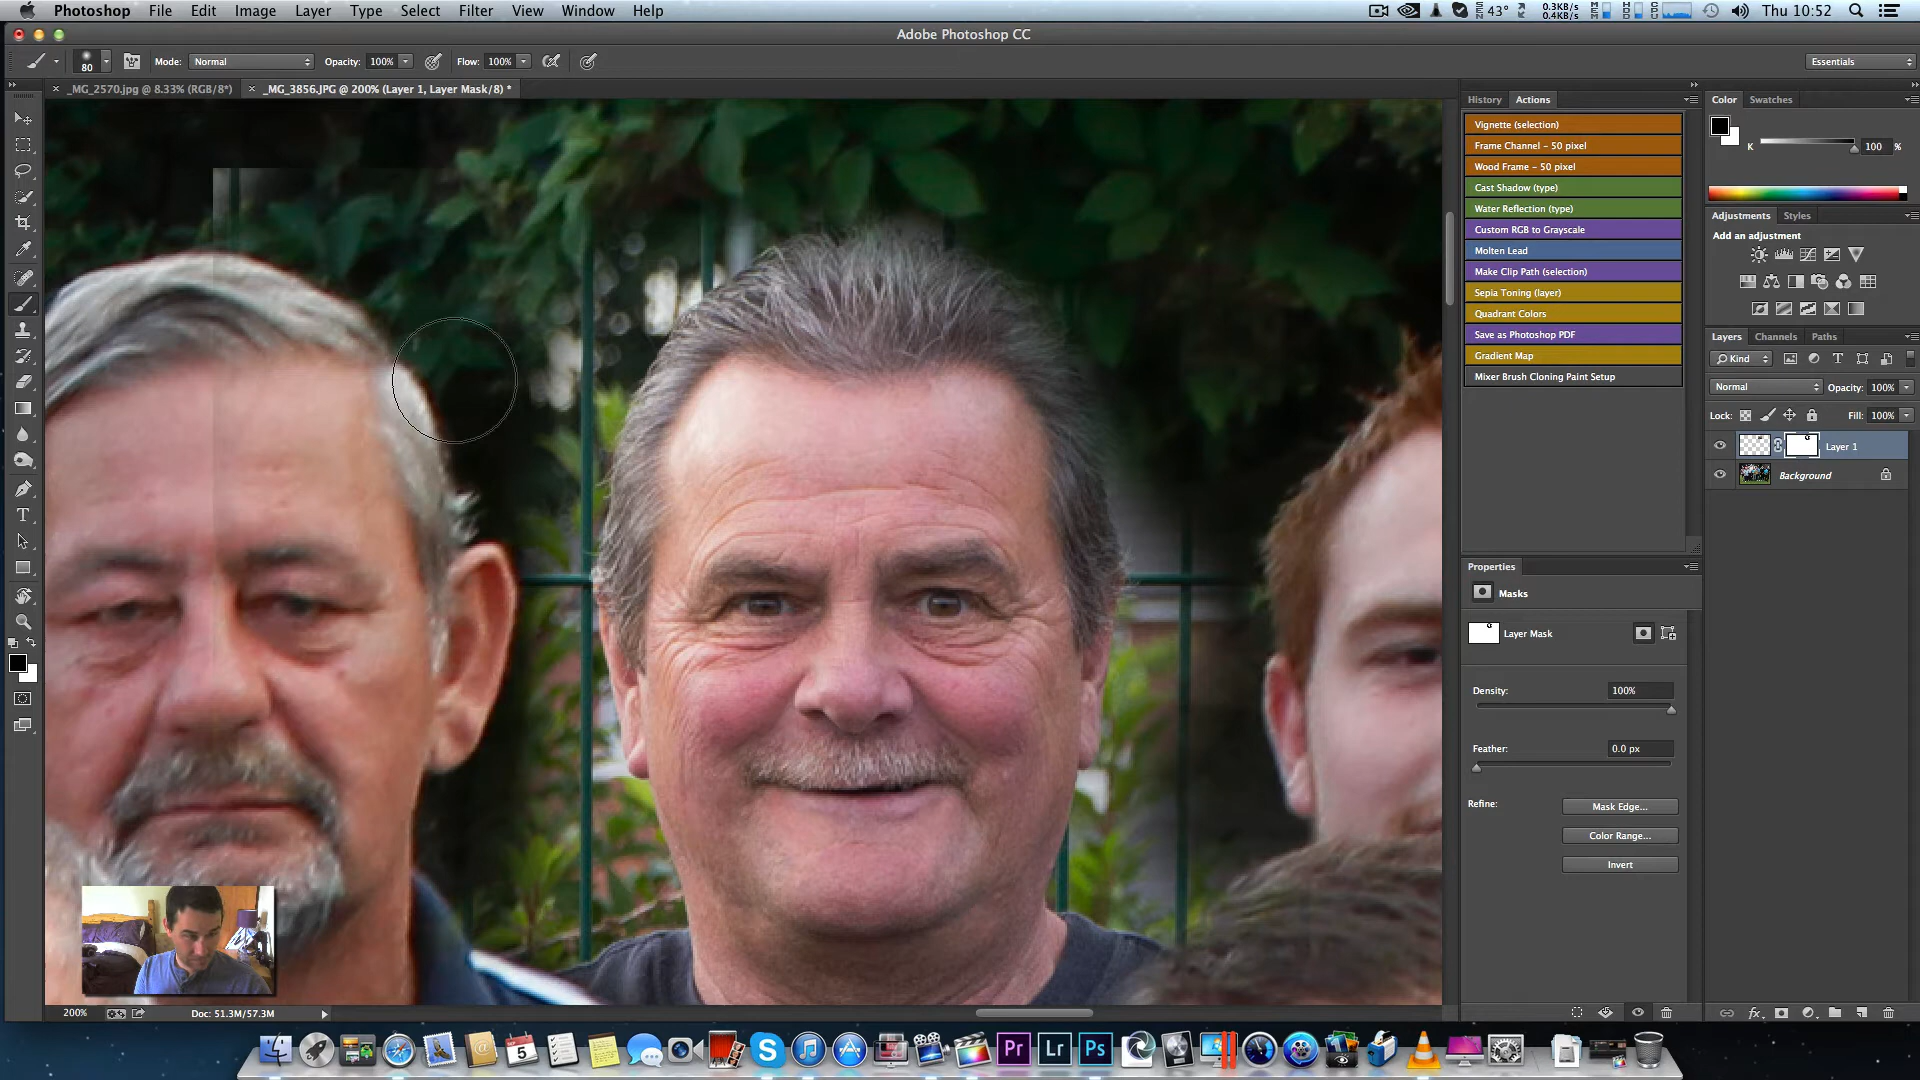 Photoshop File Edit Image Layer Type Select Filter View Window Help
43° 0.3KB/s 0.4KB/s Thu 10:52
Adobe Photoshop CC
80 Mode: Normal Opacity: 100% Flow: 100% Essentials
_MG_2570.jpg @ 8.33% (RGB/8*) _MG_3856.JPG @ 200% (Layer 1, Layer Mask/8) *
History Actions
Vignette (selection)
Frame Channel - 50 pixel
Wood Frame - 50 pixel
Cast Shadow (type)
Water Reflection (type)
Custom RGB to Grayscale
Molten Lead
Make Clip Path (selection)
Sepia Toning (layer)
Quadrant Colors
Save as Photoshop PDF
Gradient Map
Mixer Brush Cloning Paint Setup
Color Swatches
K 100 %
Adjustments Styles
Add an adjustment
Layers Channels Paths
Kind
Normal Opacity: 100%
Lock: Fill: 100%
Layer 1
Background
Properties
Masks
Layer Mask
Density: 100%
Feather: 0.0 px
Refine: Mask Edge...
Color Range...
Invert
200% Doc: 51.3M/57.3M
5
Pr Lr Ps